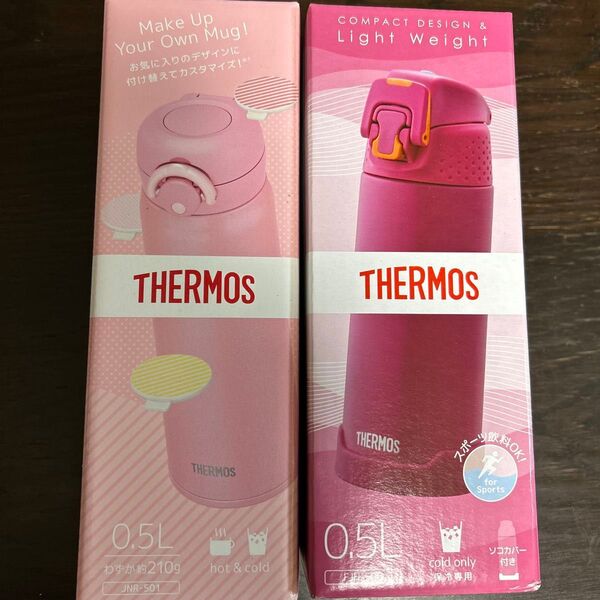 Make Up
Your Own Mug!
お気に入りのデザインに
付け替えてカスタマイズ!
THERMOS
THERMOS
0.5L
わずか約210g
JNR-501
hot & cold
COMPACT DESIGN &
Light Weight
THERMOS
THERMOS
スポーツ飲料OK!
for
Sports
0.5L
cold only
保冷専用
ソコカバー
付き